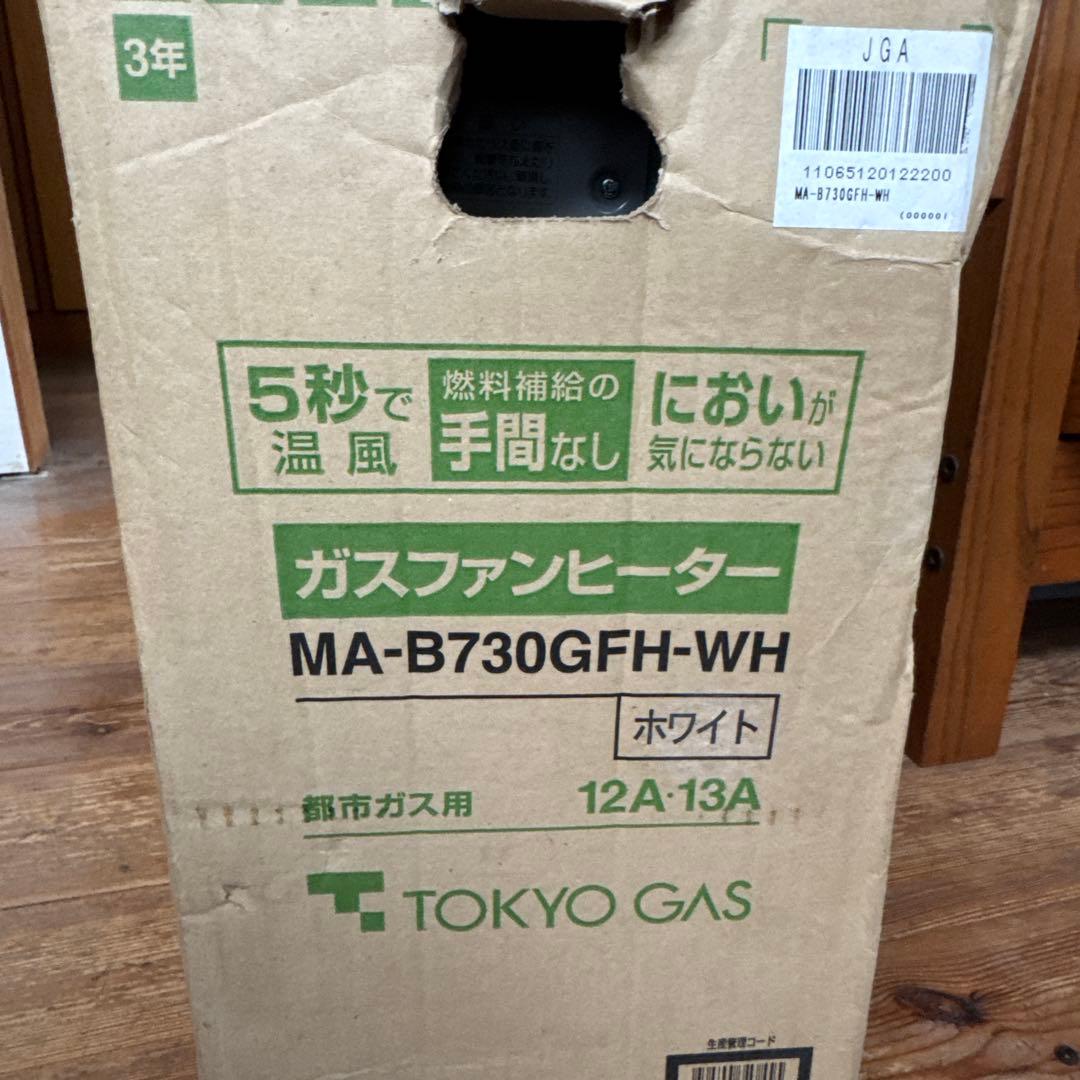 3年
JGA
11065120122200
MA-B730GFH-WH
(00000)
5秒で
温風
燃料補給の
手間なし
においが
気にならない
ガスファンヒーター
MA-B730GFH-WH
ホワイト
都市ガス用 12A·13A
TOKYO GAS
生産管理コード